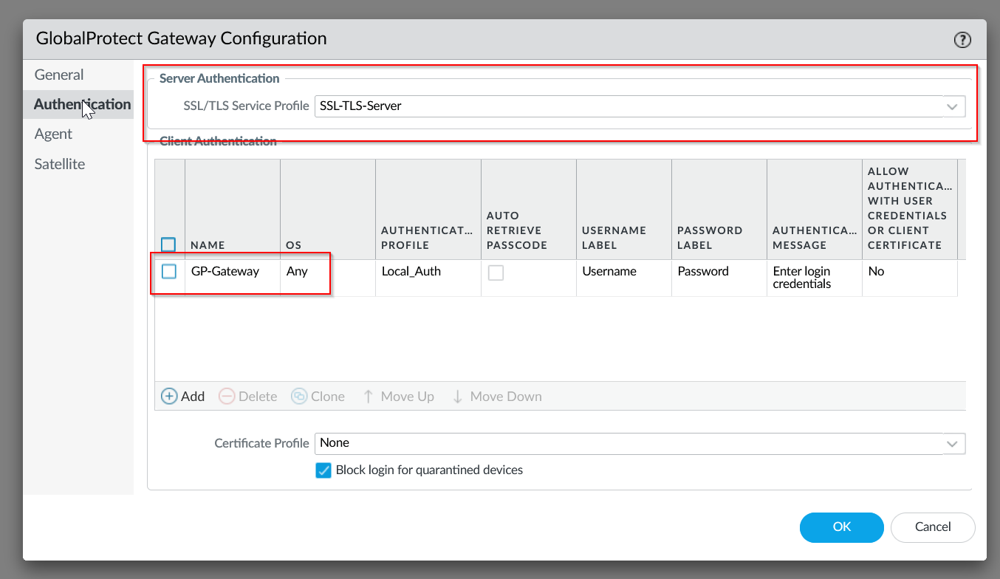 GlobalProtect Gateway Configuration
?
General
Authentication
Agent
Satellite
Server Authentication
SSL/TLS Service Profile SSL-TLS-Server
Client Authentication
NAME
OS
AUTHENTICAT...
PROFILE
AUTO
RETRIEVE
PASSCODE
USERNAME
LABEL
PASSWORD
LABEL
AUTHENTICA...
MESSAGE
ALLOW
AUTHENTICA...
WITH USER
CREDENTIALS
OR CLIENT
CERTIFICATE
GP-Gateway
Any
Local_Auth
Username
Password
Enter login
credentials
No
Add Delete Clone Move Up Move Down
Certificate Profile None
Block login for quarantined devices
OK Cancel